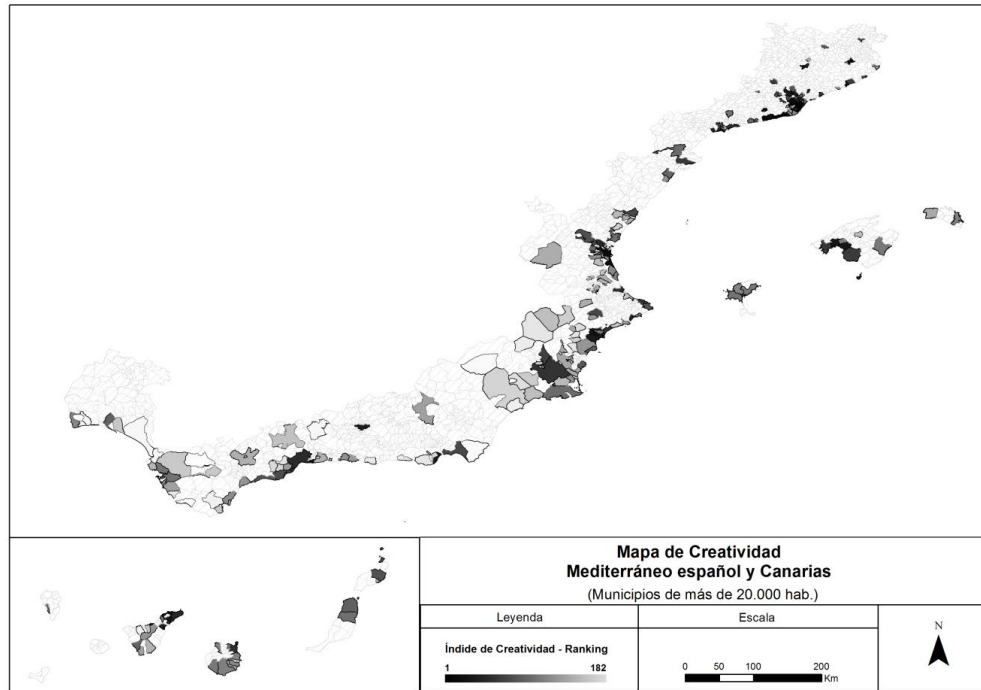 Mapa de Creatividad
Mediterráneo español y Canarias
(Municipios de más de 20.000 hab.)
Leyenda
Escala
Índide de Creatividad - Ranking
1 182
0 50 100 200
Km
N